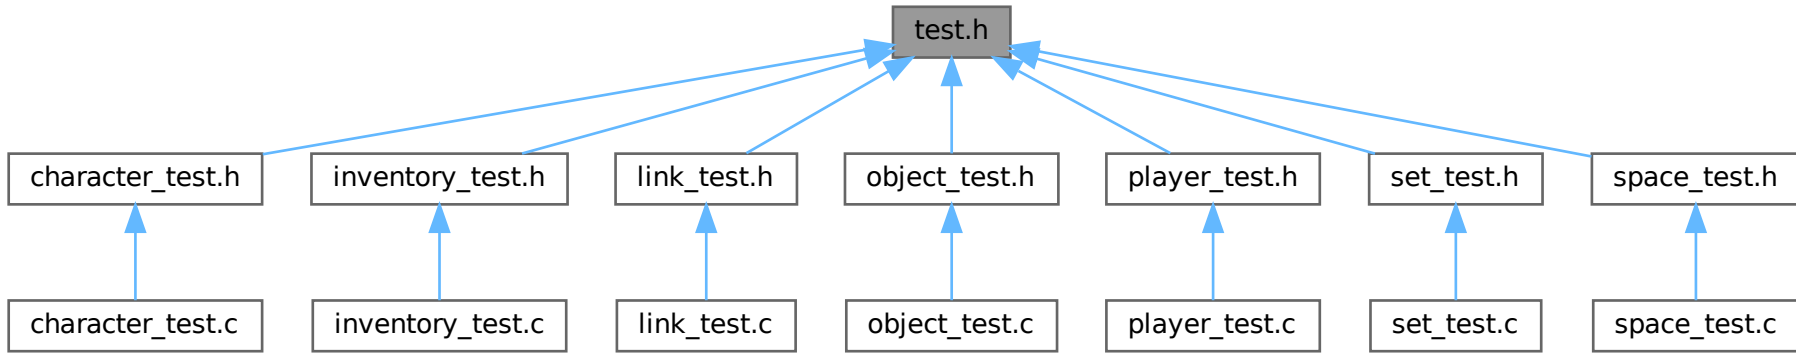 test.h
character_test.h
inventory_test.h
link_test.h
object_test.h
player_test.h
set_test.h
space_test.h
character_test.c
inventory_test.c
link_test.c
object_test.c
player_test.c
set_test.c
space_test.c